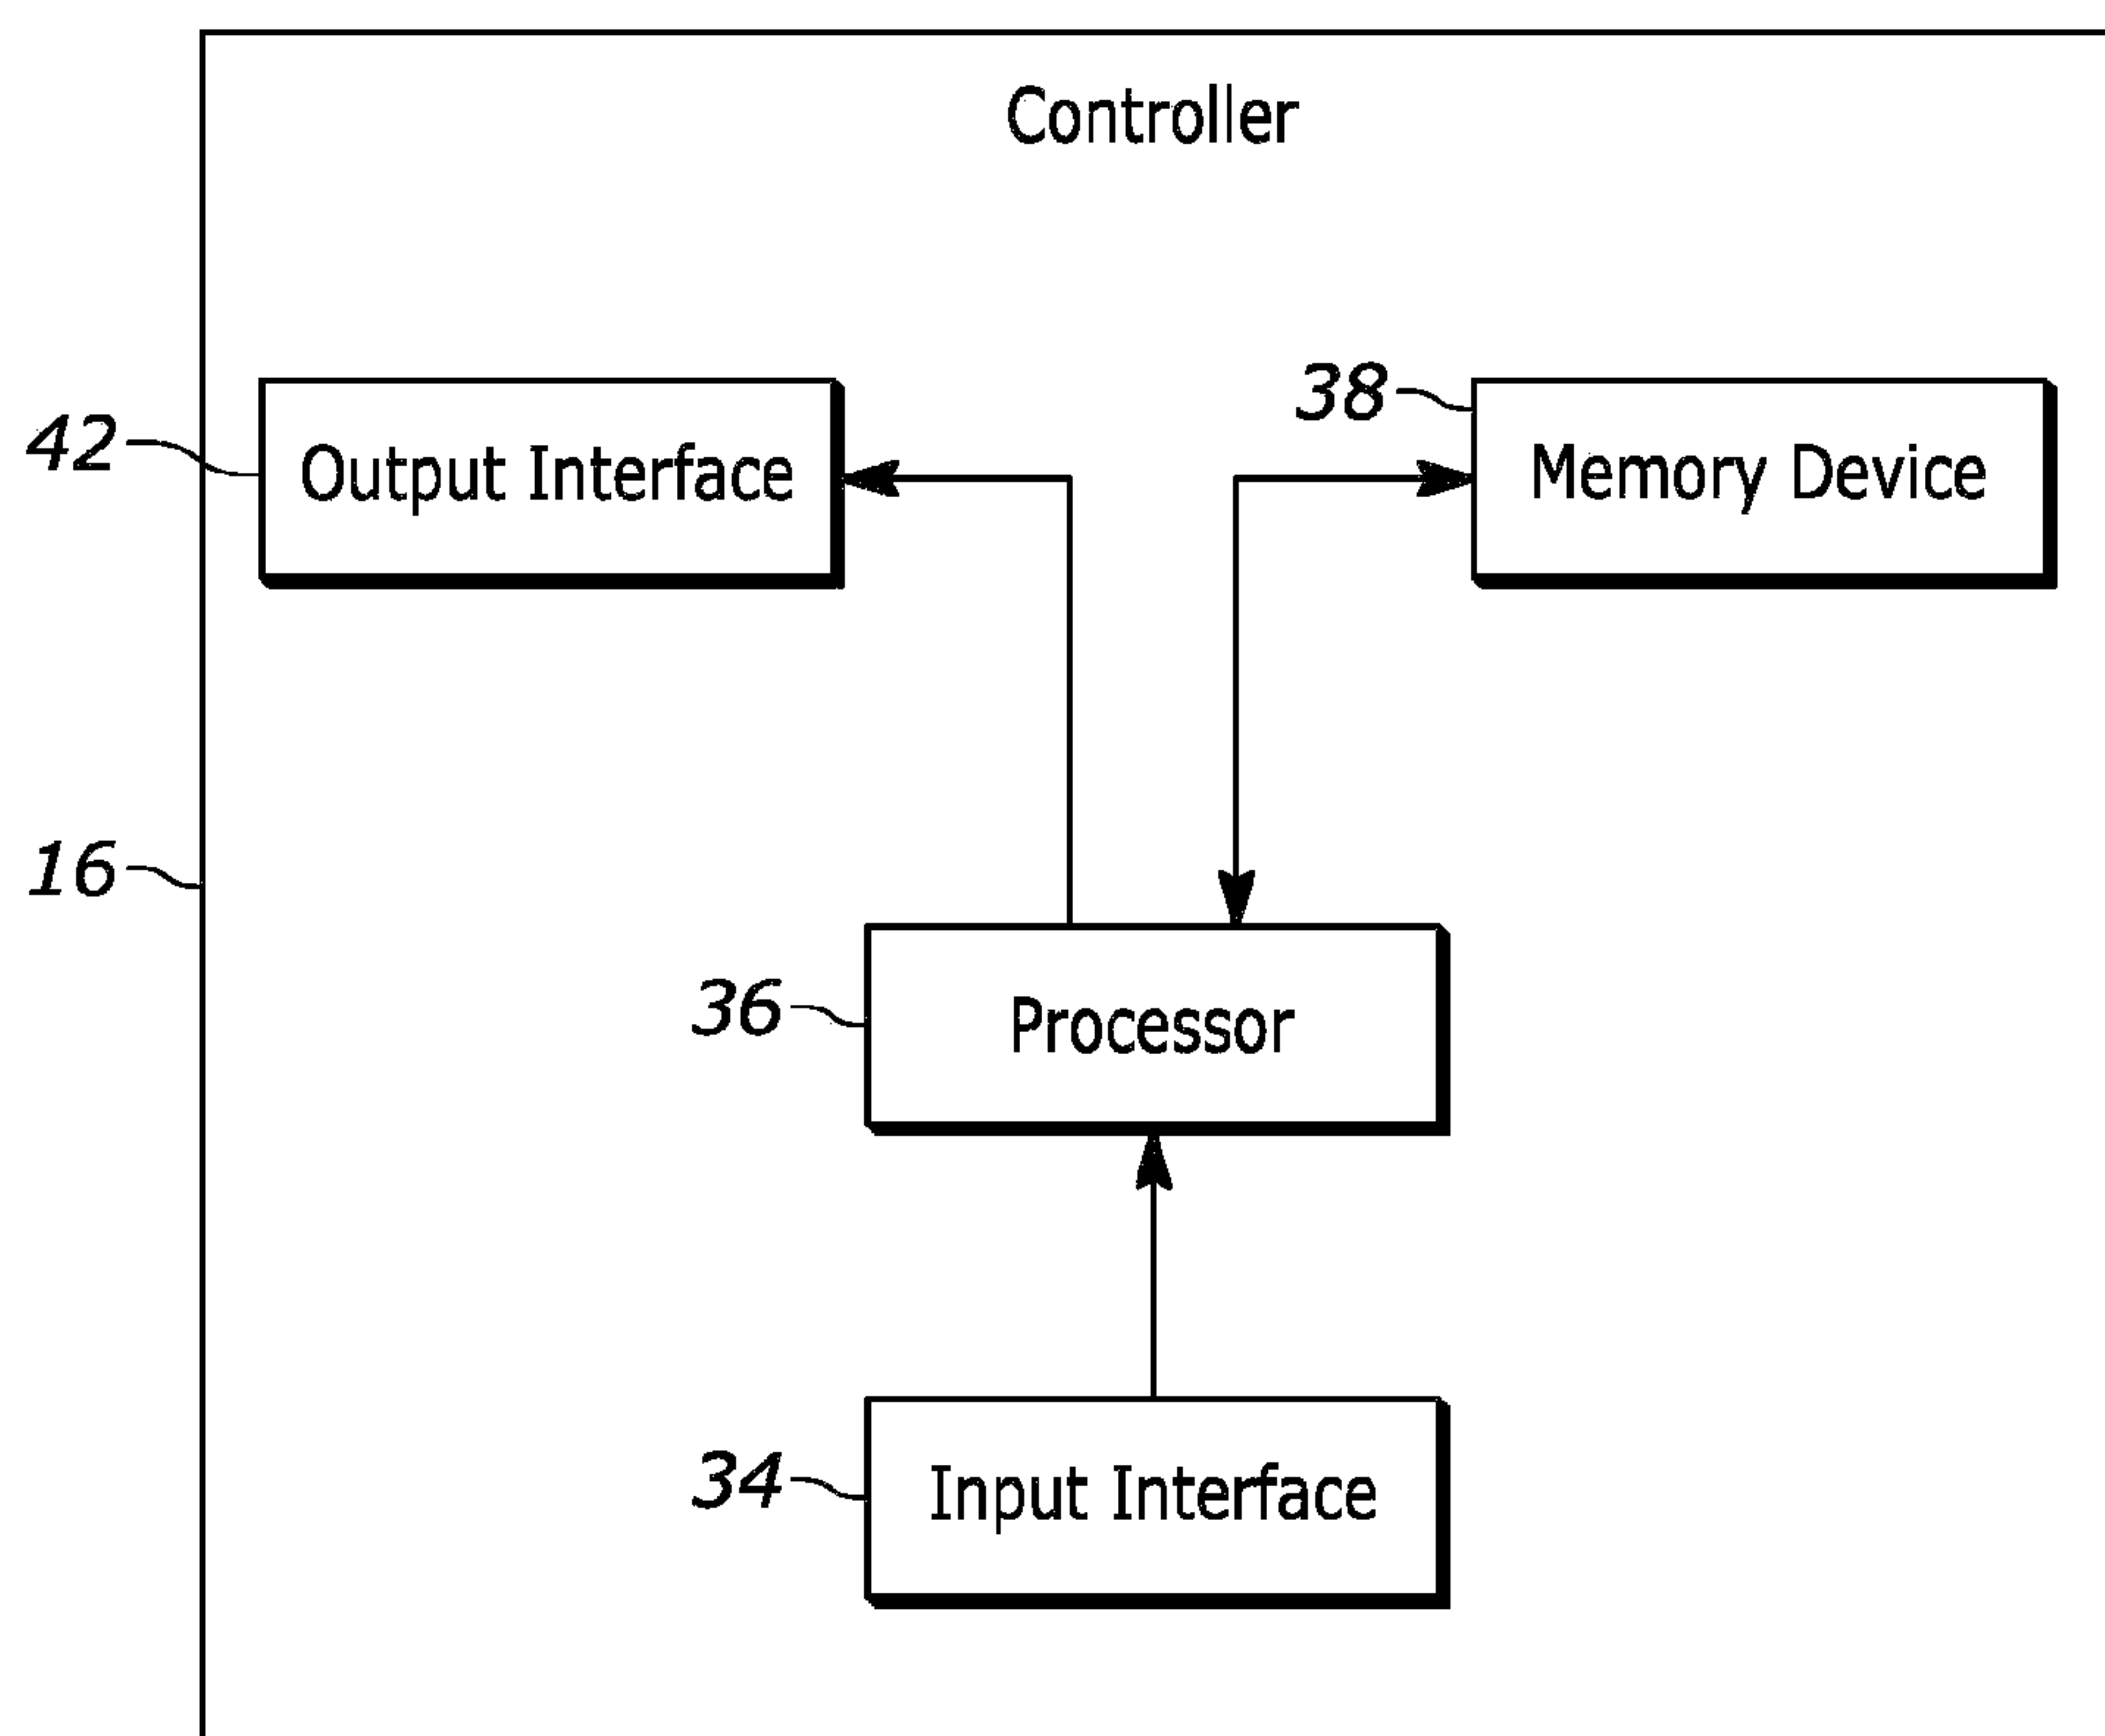 Controller
38
42
Output Interface
Memory Device
16
36
Processor
34
Input Interface